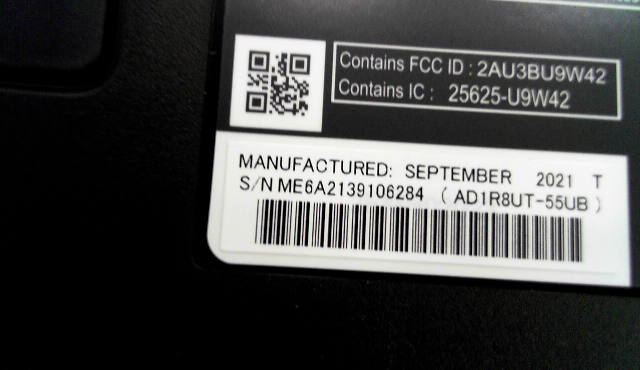 Contains FCC ID : 2AU3BU9W42
Contains IC : 25625-U9W42
MANUFACTURED: SEPTEMBER 2021 T
S/N ME6A2139106284 ( AD1R8UT-55UB )